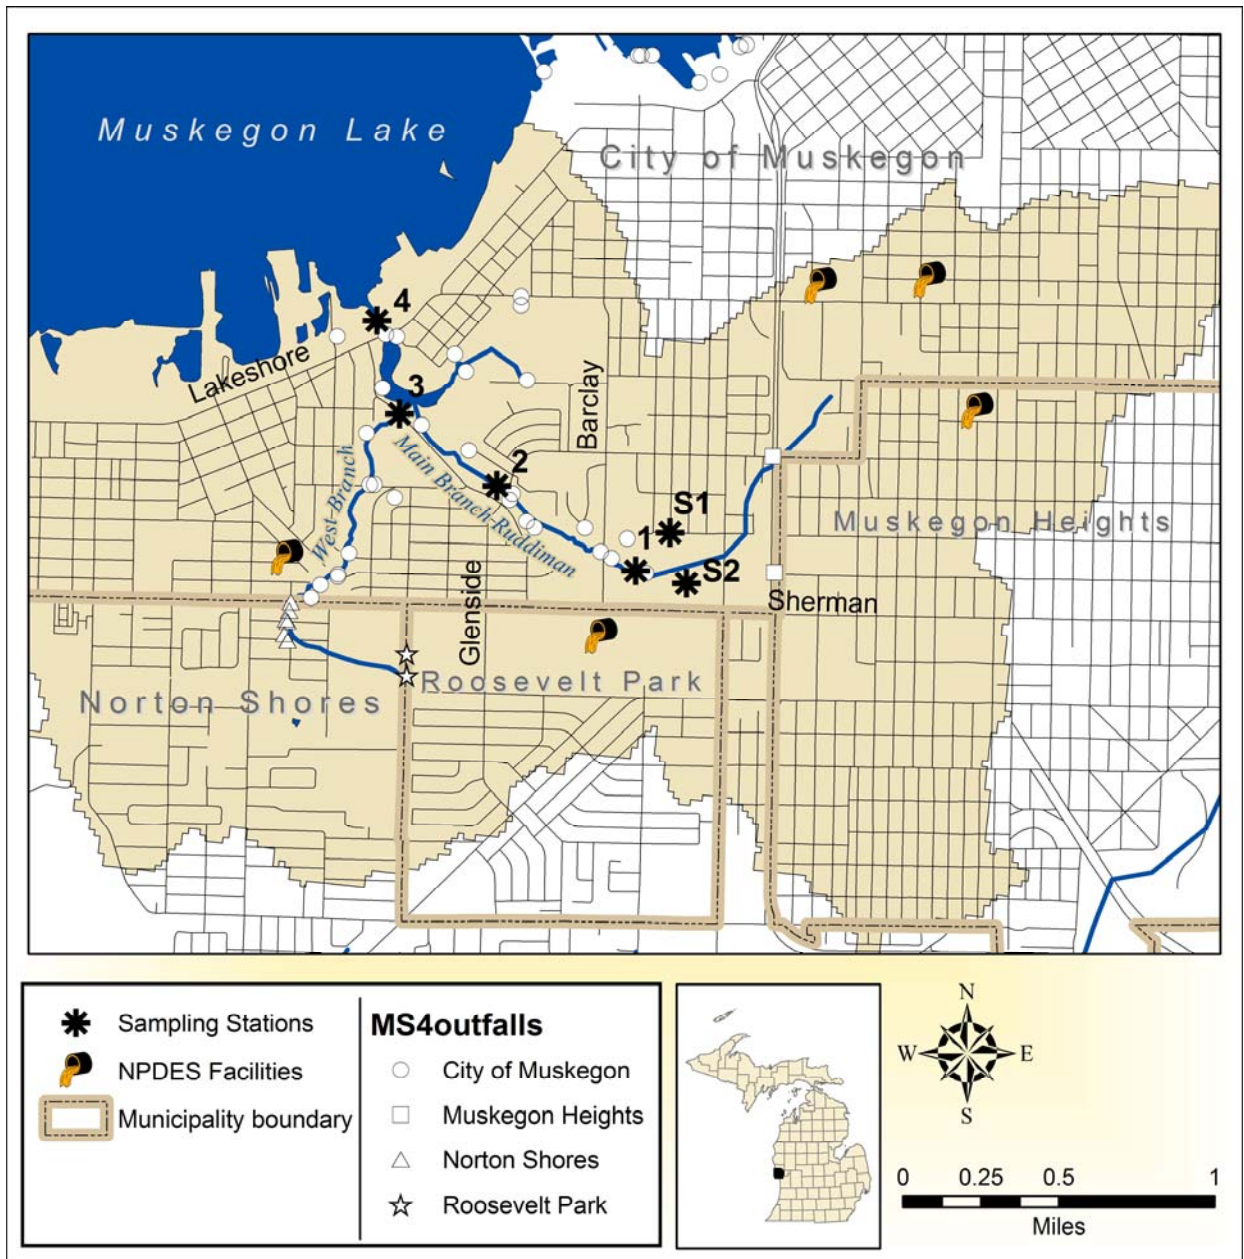 Muskegon Lake
City of Muskegon
4
Lakeshore
3
Barclay
Main Branch-Ruddiman
2
West-Branch
S1
Muskegon Heights
1
S2
Sherman
Glenside
Roosevelt Park
Norton Shores
Sampling Stations
NPDES Facilities
Municipality boundary
MS4outfalls
City of Muskegon
Muskegon Heights
Norton Shores
Roosevelt Park
N
W E
S
0 0.25 0.5 1
Miles